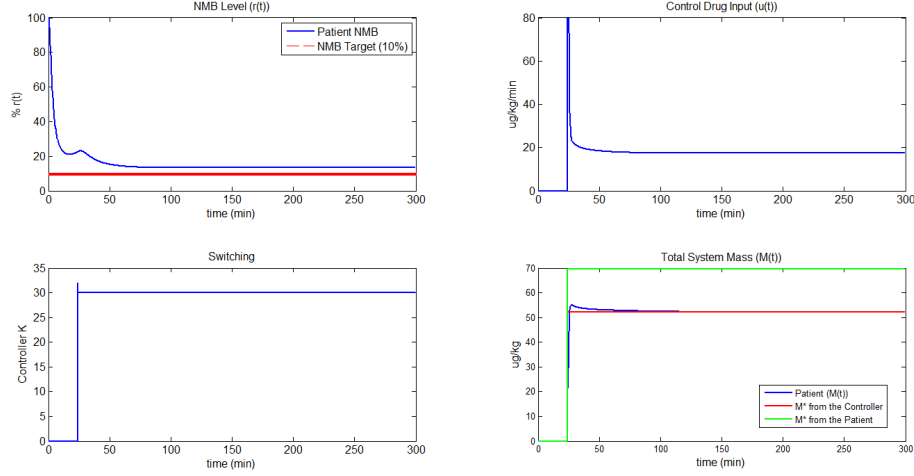 NMB Level (r(t))
100
80
60
40
20
0
% r(t)
Patient NMB
NMB Target (10%)
0 50 100 150 200 250 300
time (min)
Control Drug Input (u(t))
80
60
40
20
0
ug/kg/min
0 50 100 150 200 250 300
time (min)
Switching
35
30
25
20
15
10
5
0
Controller K
0 50 100 150 200 250 300
time (min)
Total System Mass (M(t))
70
60
50
40
30
20
10
0
ug/kg
Patient (M(t))
M* from the Controller
M* from the Patient
0 50 100 150 200 250 300
time (min)